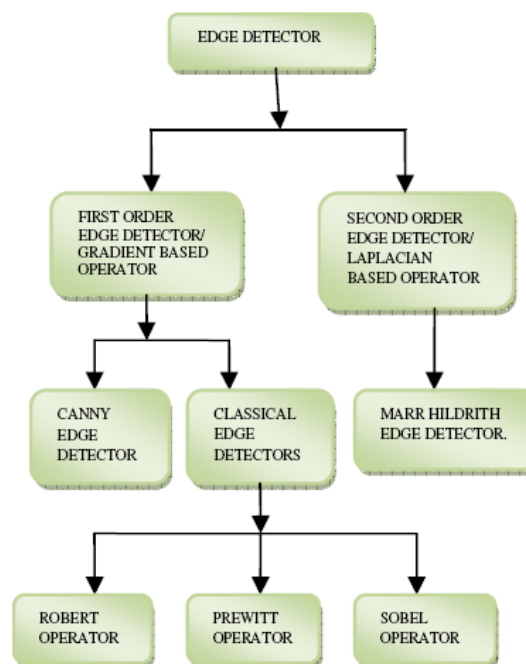 EDGE DETECTOR
FIRST ORDER
EDGE DETECTOR/
GRADIENT BASED
OPERATOR
SECOND ORDER
EDGE DETECTOR/
LAPLACIAN
BASED OPERATOR
CANNY
EDGE
DETECTOR
CLASSICAL
EDGE
DETECTORS
MARR HILDRITH
EDGE DETECTOR.
ROBERT
OPERATOR
PREWITT
OPERATOR
SOBEL
OPERATOR